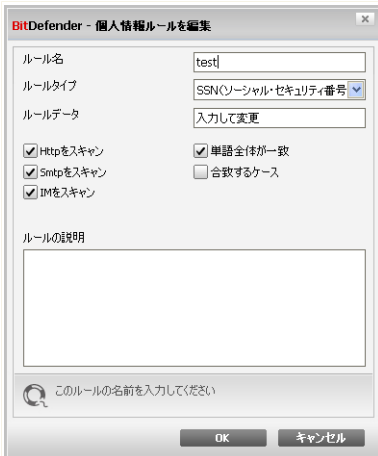 BitDefender - 個人情報ルールを編集
ルール名
test
ルールタイプ
SSN(ソーシャル・セキュリティ番号
ルールデータ
入力して変更
Httpをスキャン
単語全体が一致
Smtpをスキャン
合致するケース
IMをスキャン
ルールの説明
このルールの名前を入力してください
OK
キャンセル